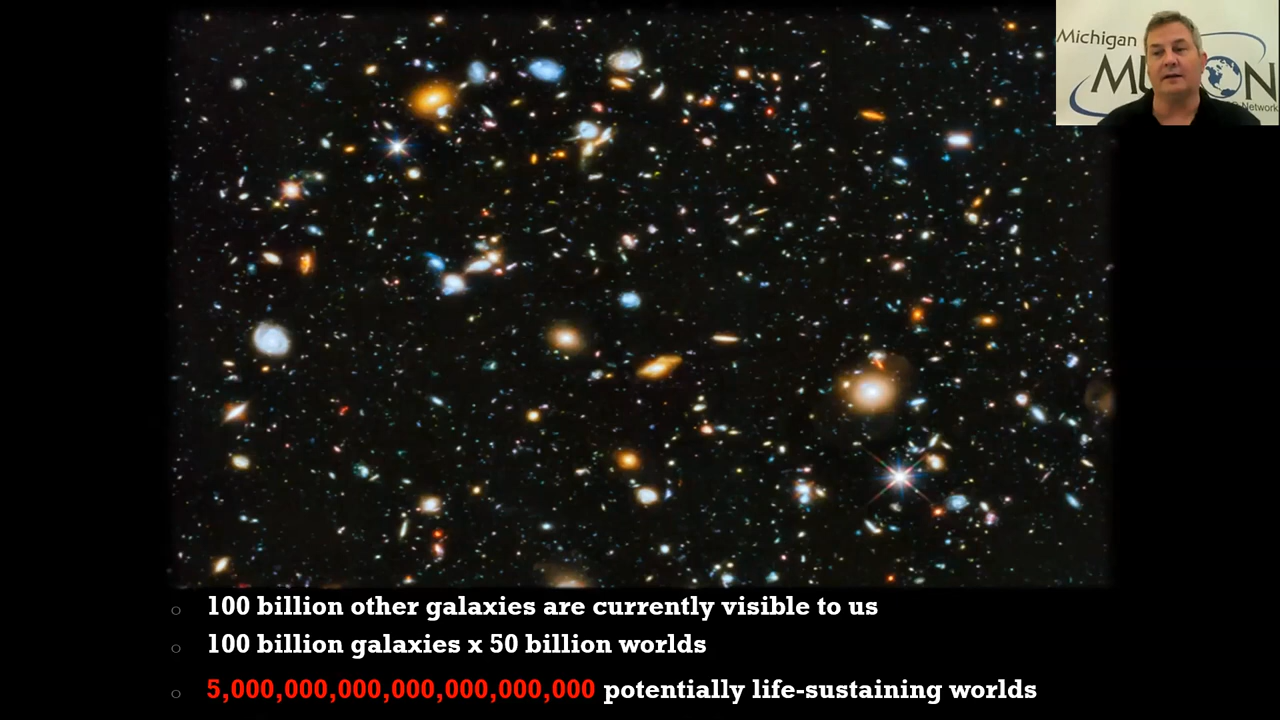 Michigan
MUFON
Network
100 billion other galaxies are currently visible to us
100 billion galaxies x 50 billion worlds
5,000,000,000,000,000,000,000 potentially life-sustaining worlds